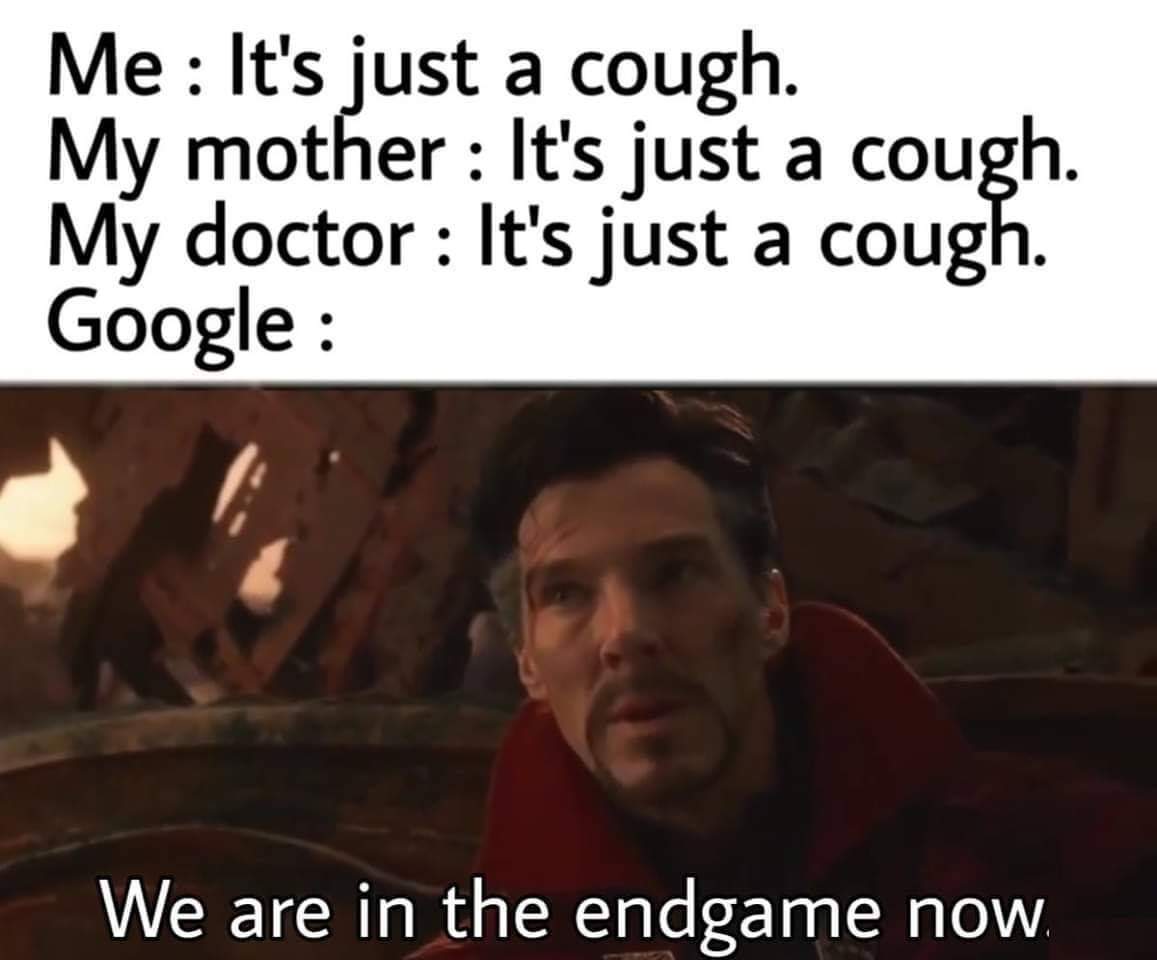 Me : It's just a cough.
My mother : It's just a cough.
My doctor : It's just a cough.
Google :
We are in the endgame now.